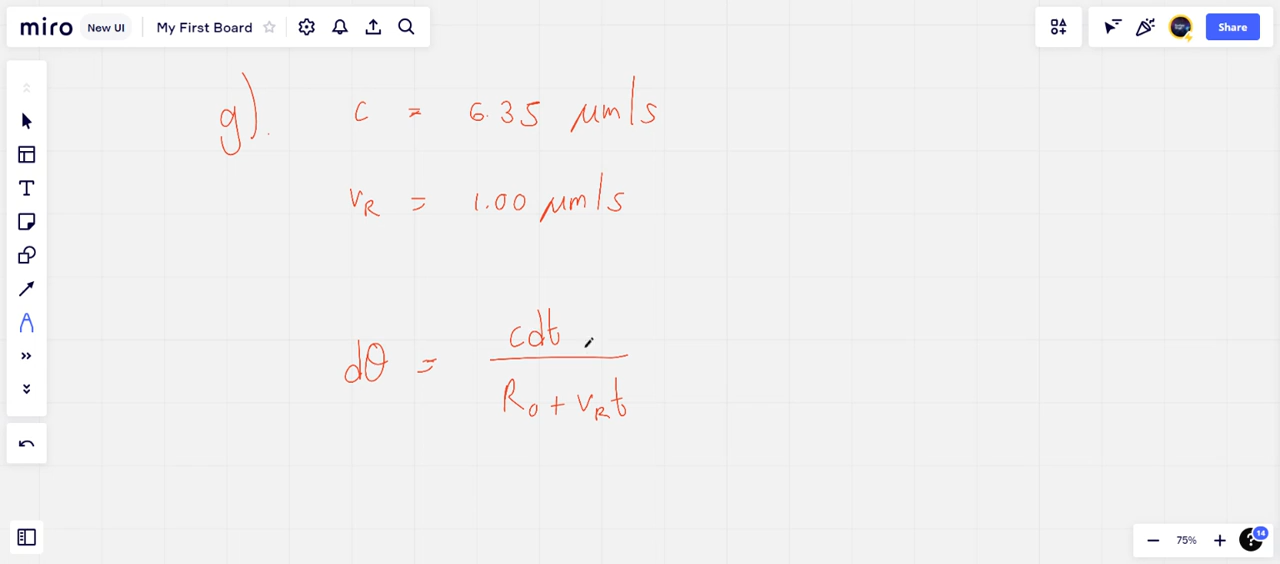 miro New UI My First Board Share
g). c = 6.35 μm/s
v_R = 1.00 μm/s
dθ = cdt / R_0 + v_R t
T
14
75%
?